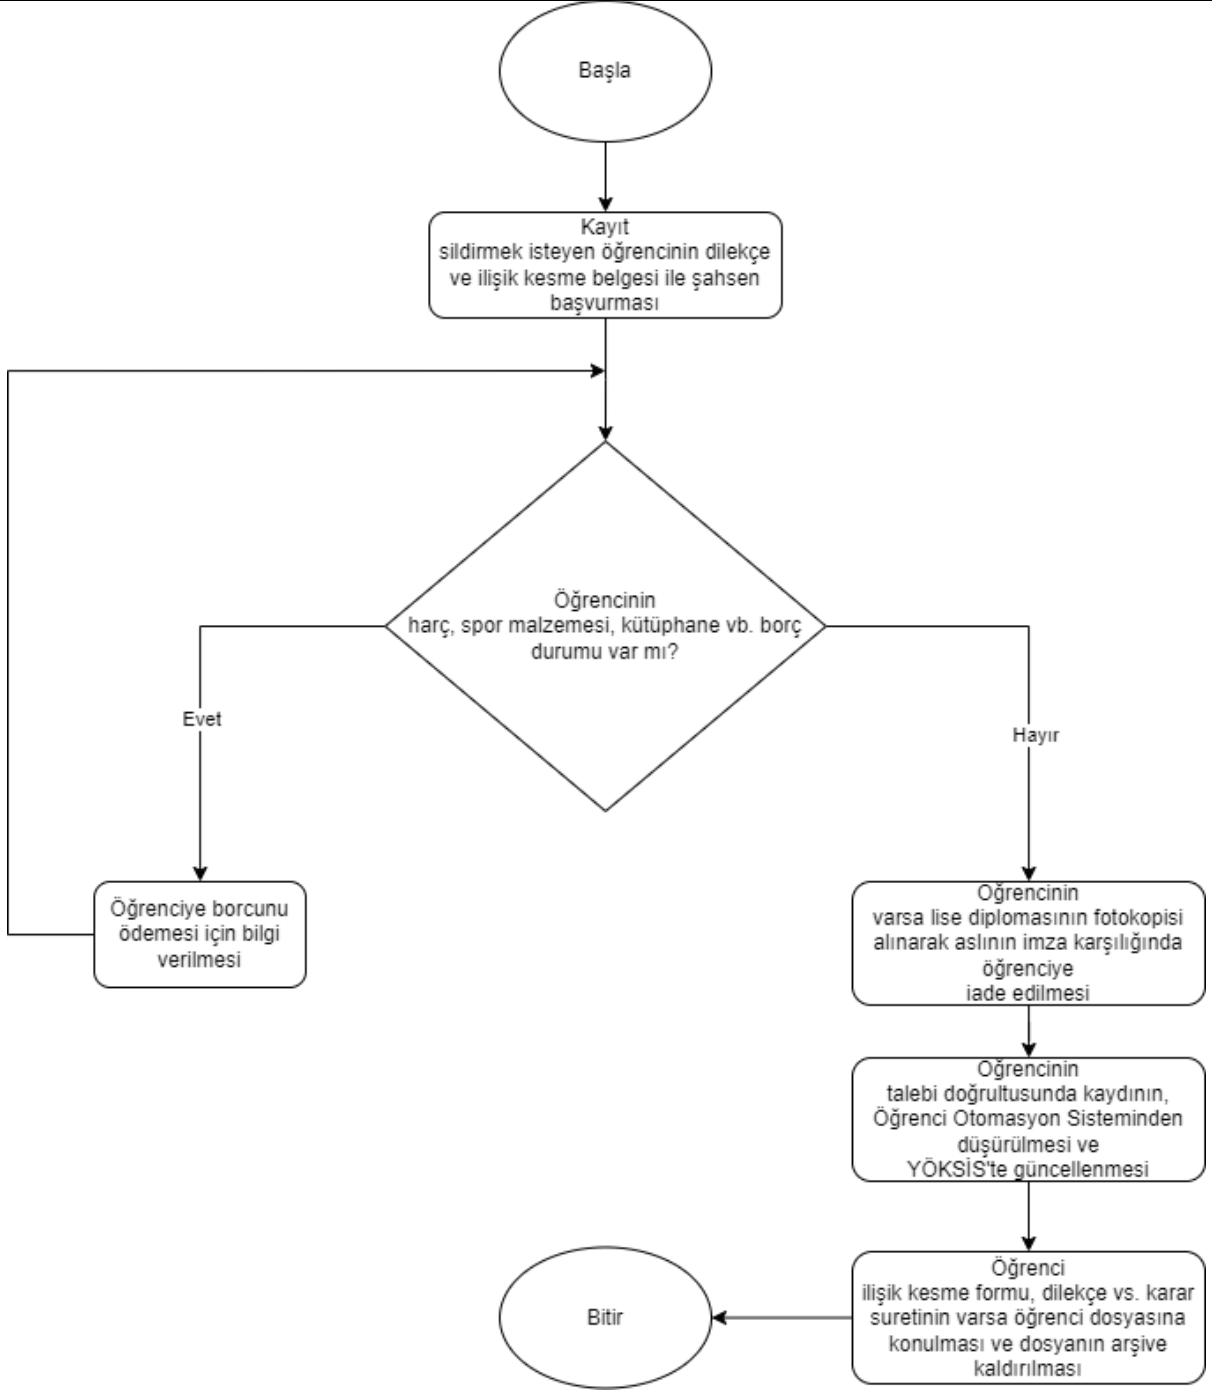 Başla
Kayıt
sildirmek isteyen öğrencinin dilekçe
ve ilişik kesme belgesi ile şahsen
başvurması
Öğrencinin
harç, spor malzemesi, kütüphane vb. borç
durumu var mı?
Evet
Hayır
Öğrenciye borcunu
ödemesi için bilgi
verilmesi
Öğrencinin
varsa lise diplomasının fotokopisi
alınarak aslının imza karşılığında
öğrenciye
iade edilmesi
Öğrencinin
talebi doğrultusunda kaydının,
Öğrenci Otomasyon Sisteminden
düşürülmesi ve
YÖKSİS'te güncellenmesi
Öğrenci
ilişik kesme formu, dilekçe vs. karar
suretinin varsa öğrenci dosyasına
konulması ve dosyanın arşive
kaldırılması
Bitir